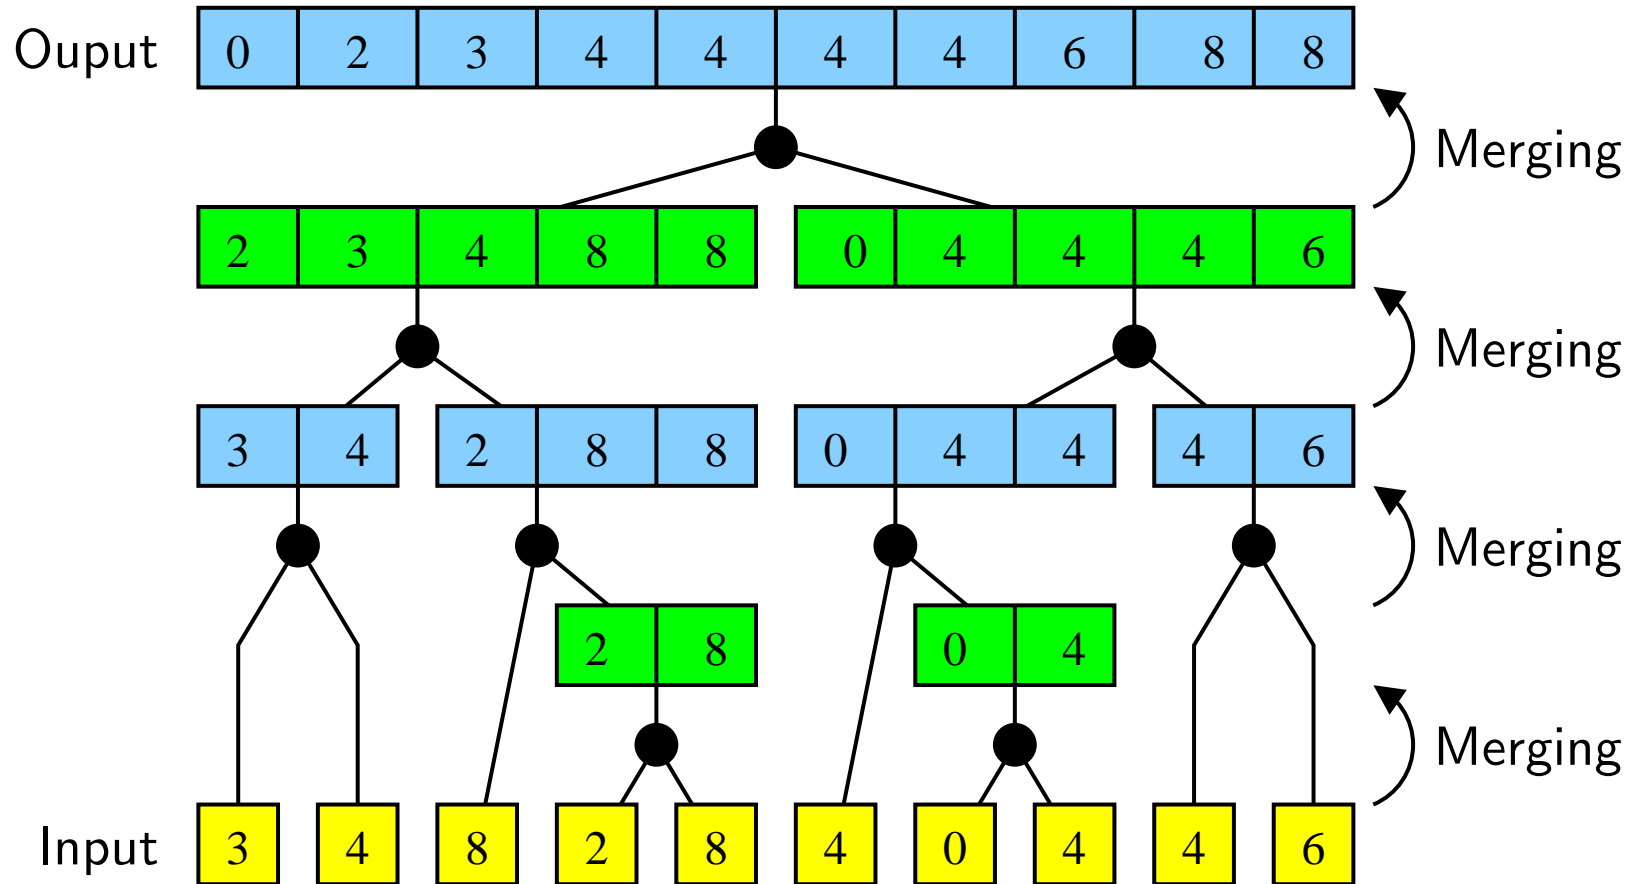 Ouput 0 2 3 4 4 4 4 6 8 8
Merging
2 3 4 8 8 0 4 4 4 6
Merging
3 4 2 8 8 0 4 4 4 6
Merging
2 8 0 4
Merging
Input 3 4 8 2 8 4 0 4 4 6